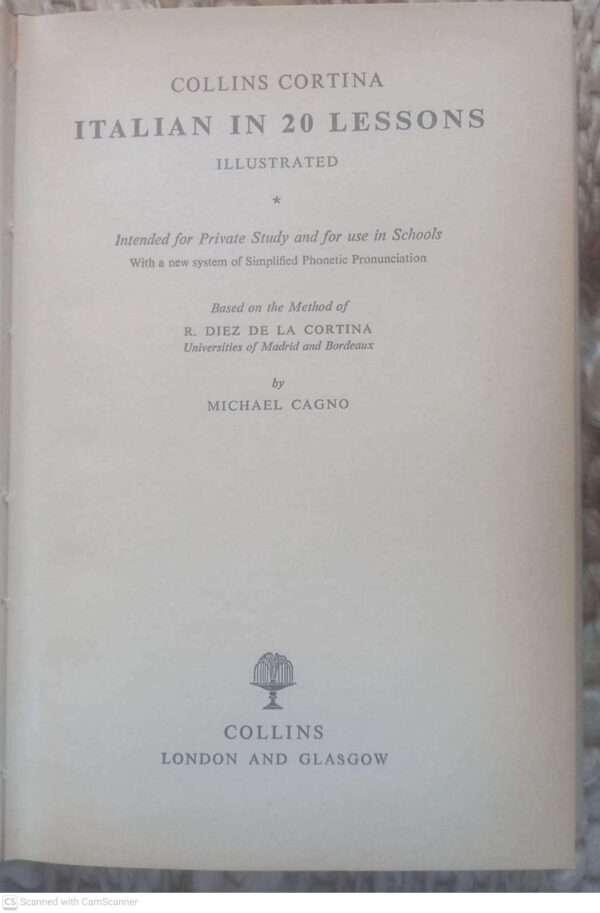 COLLINS CORTINA
ITALIAN IN 20 LESSONS
ILLUSTRATED
*
Intended for Private Study and for use in Schools
With a new system of Simplified Phonetic Pronunciation
Based on the Method of
R. DIEZ DE LA CORTINA
Universities of Madrid and Bordeaux
by
MICHAEL CAGNO
COLLINS
LONDON AND GLASGOW
CS Scanned with CamScanner